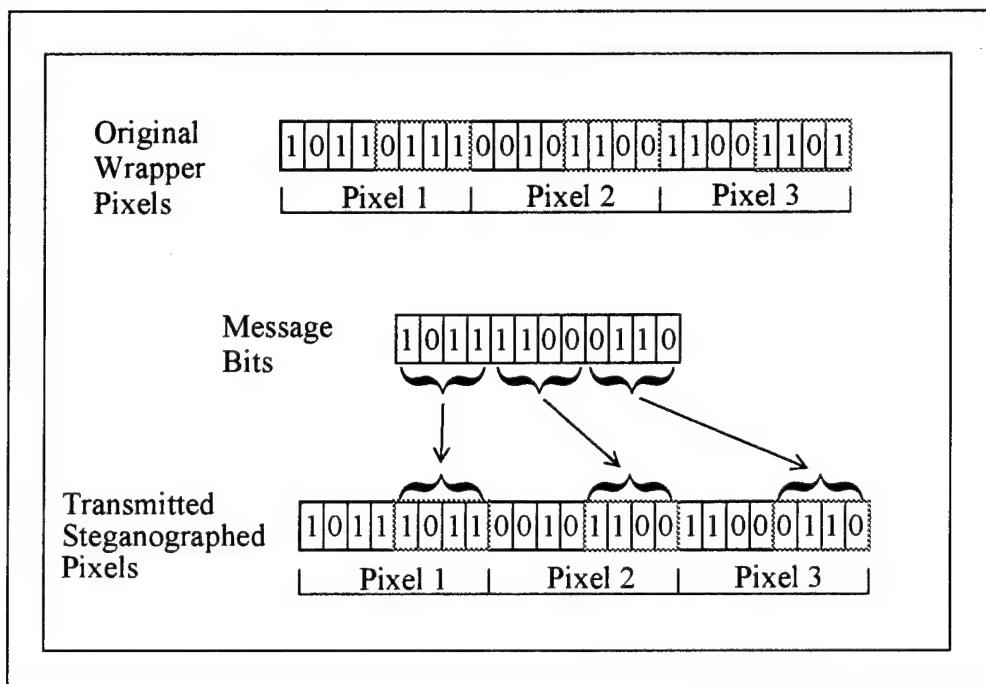 Original
Wrapper
Pixels
1 0 1 1 0 1 1 1 0 0 1 0 1 1 0 0 1 1 0 0 1 1 0 1
Pixel 1 Pixel 2 Pixel 3
Message
Bits
1 0 1 1 1 1 0 0 0 1 1 0
Transmitted
Steganographed
Pixels
1 0 1 1 1 0 1 1 0 0 1 0 1 1 0 0 1 1 0 0 0 1 1 0
Pixel 1 Pixel 2 Pixel 3